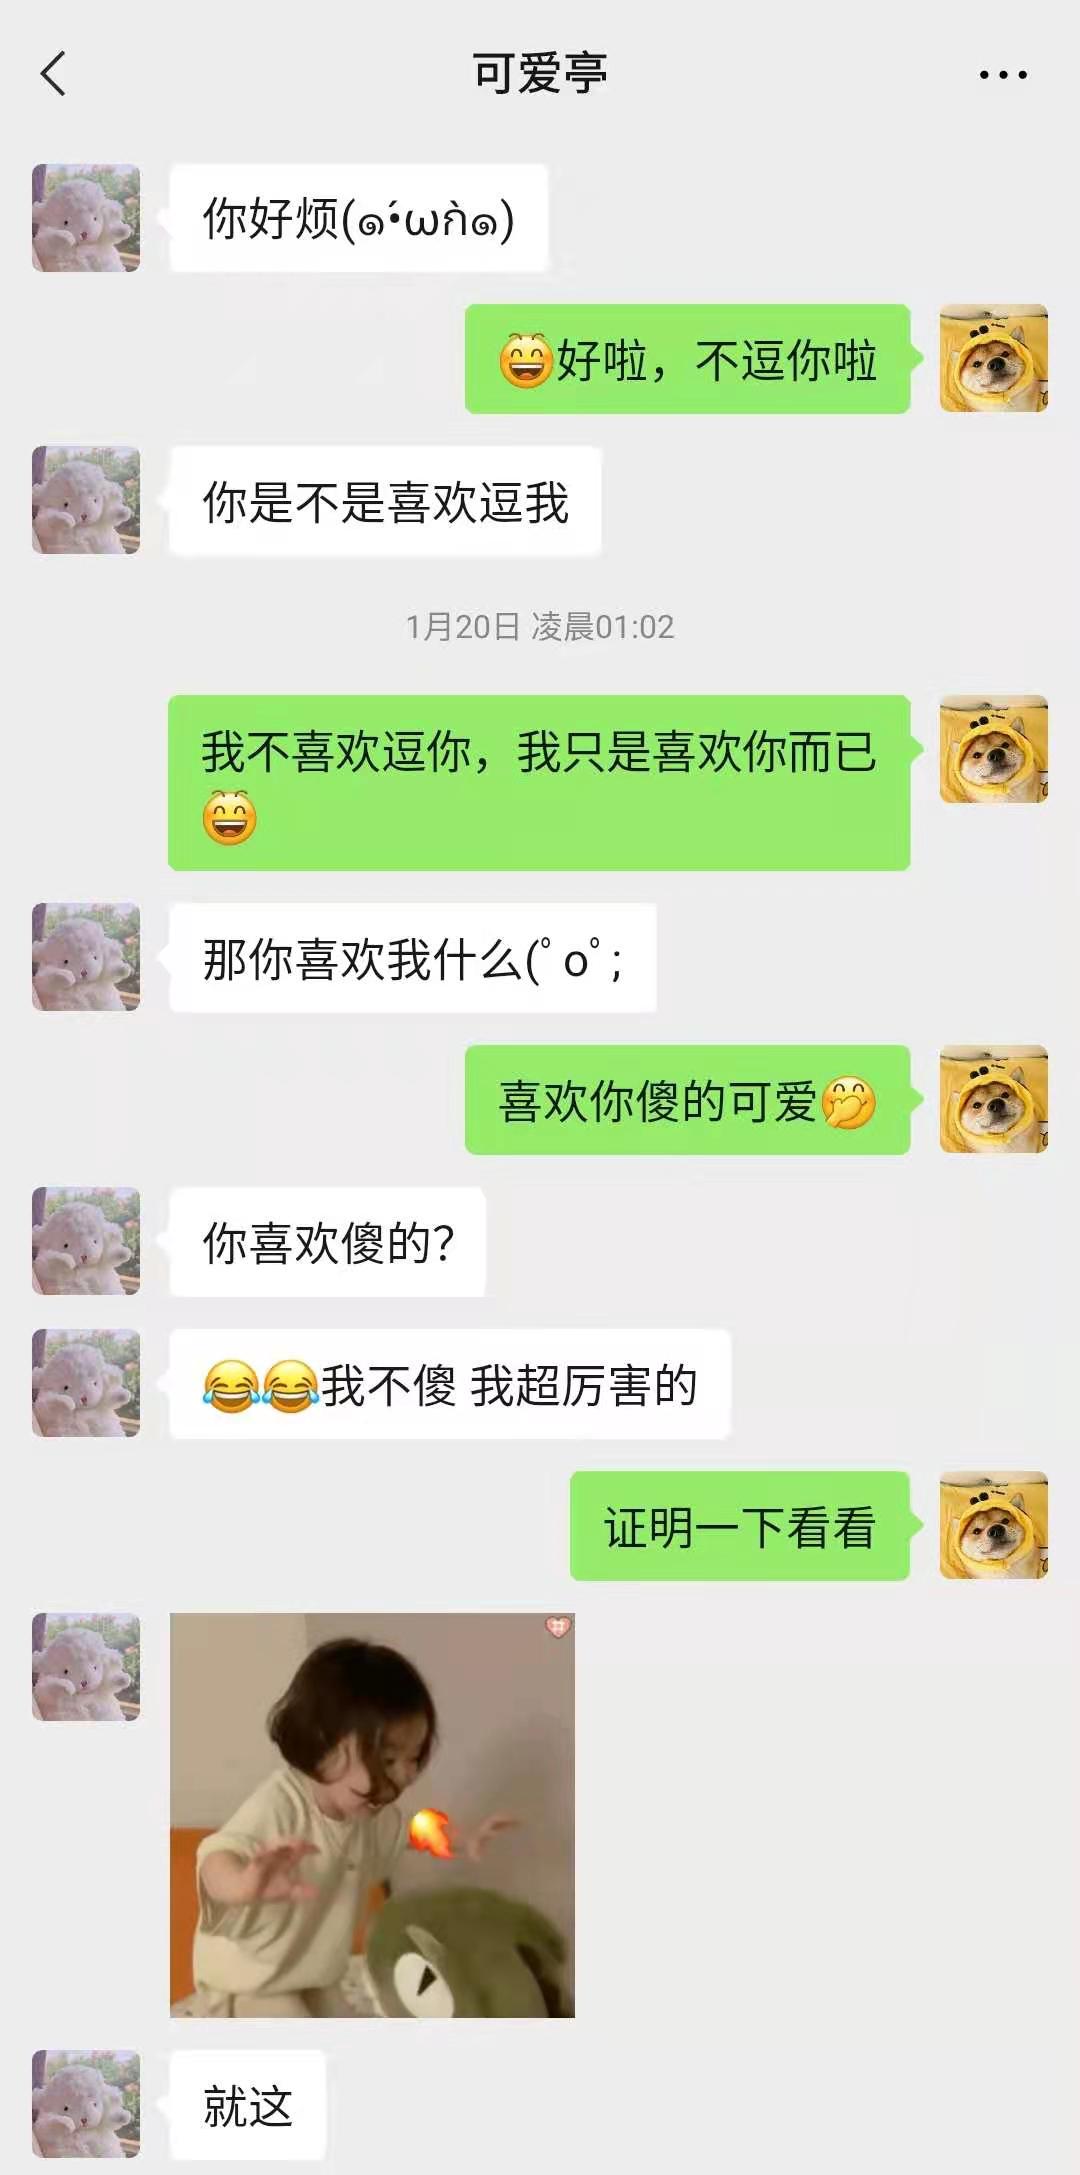 可爱亭
你好烦(๑•́ωก̀๑)
😄好啦，不逗你啦
你是不是喜欢逗我
1月20日 凌晨01:02
我不喜欢逗你，我只是喜欢你而已
😄
那你喜欢我什么(ﾟoﾟ;
喜欢你傻的可爱🤭
你喜欢傻的？
😂😂我不傻 我超厉害的
证明一下看看
就这